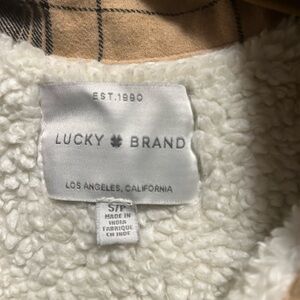 EST.1990
LUCKY BRAND
LOS ANGELES, CALIFORNIA
S/P
MADE IN
INDIA
FABRIQUE
EN INDE